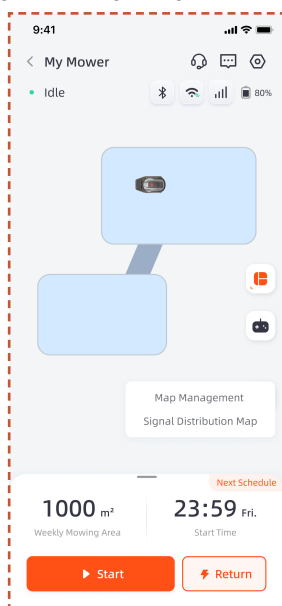 9:41
My Mower
Idle
80%
Map Management
Signal Distribution Map
Next Schedule
1000 m²
23:59 Fri.
Weekly Mowing Area
Start Time
Start
Return